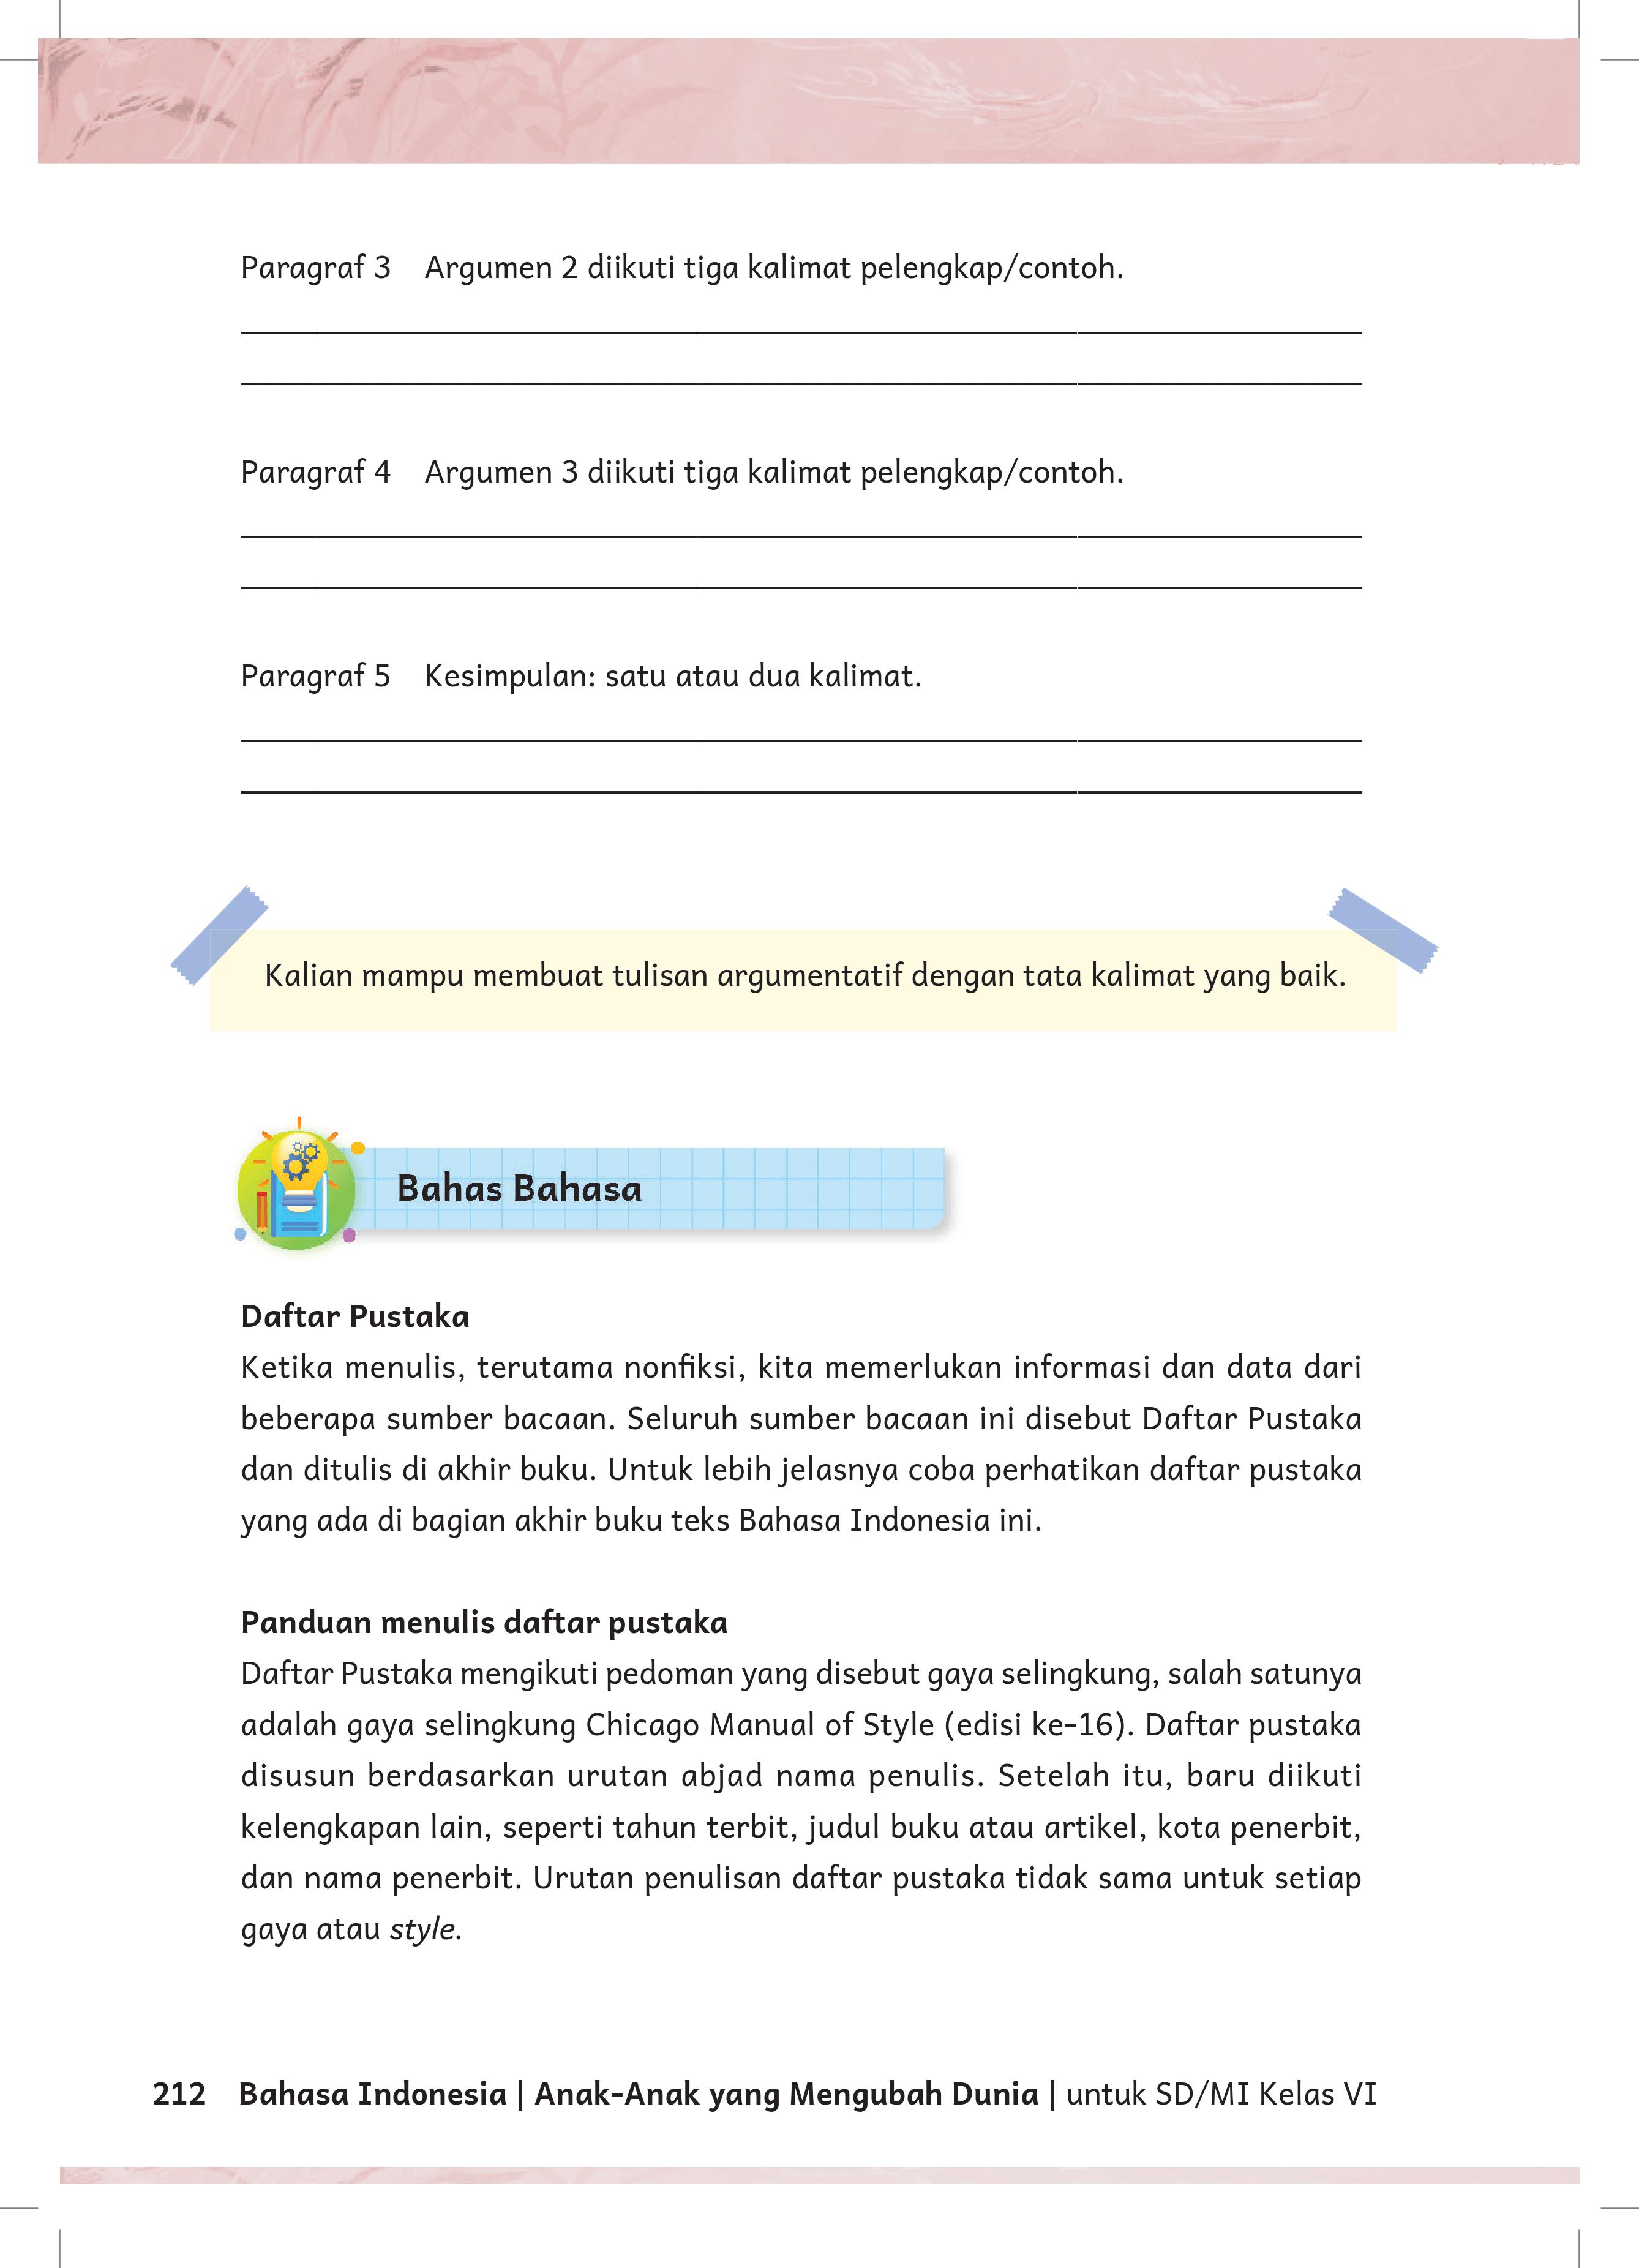 Paragraf 3 Argumen 2 diikuti tiga kalimat pelengkap/contoh.
Paragraf 4 Argumen 3 diikuti tiga kalimat pelengkap/contoh.
Paragraf 5 Kesimpulan: satu atau dua kalimat.
Kalian mampu membuat tulisan argumentatif dengan tata kalimat yang baik.
Bahas Bahasa
Daftar Pustaka
Ketika menulis, terutama nonfiksi, kita memerlukan informasi dan data dari
beberapa sumber bacaan. Seluruh sumber bacaan ini disebut Daftar Pustaka
dan ditulis di akhir buku. Untuk lebih jelasnya coba perhatikan daftar pustaka
yang ada di bagian akhir buku teks Bahasa Indonesia ini.
Panduan menulis daftar pustaka
Daftar Pustaka mengikuti pedoman yang disebut gaya selingkung, salah satunya
adalah gaya selingkung Chicago Manual of Style (edisi ke-16). Daftar pustaka
disusun berdasarkan urutan abjad nama penulis. Setelah itu, baru diikuti
kelengkapan lain, seperti tahun terbit, judul buku atau artikel, kota penerbit,
dan nama penerbit. Urutan penulisan daftar pustaka tidak sama untuk setiap
gaya atau style.
212 Bahasa Indonesia | Anak-Anak yang Mengubah Dunia | untuk SD/MI Kelas VI